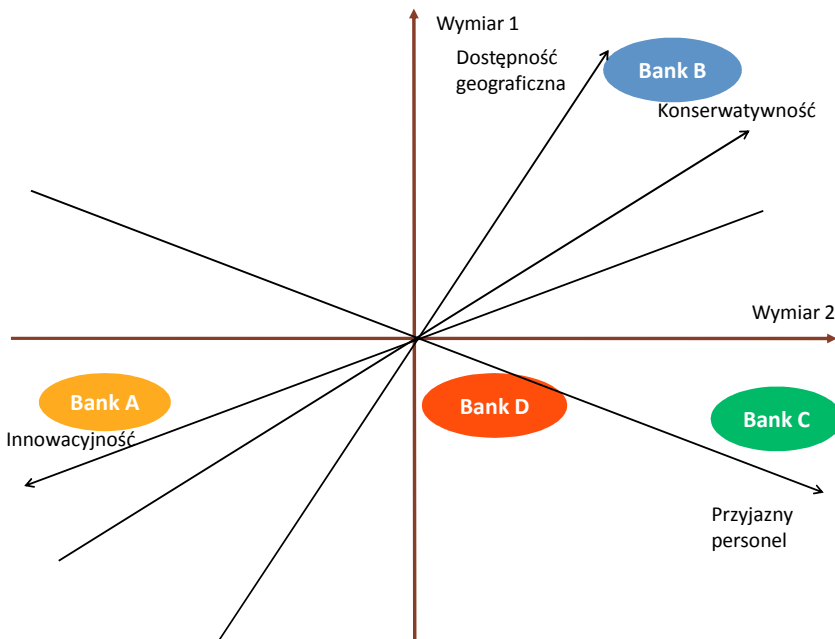 Wymiar 1
Dostępność
geograficzna
Bank B
Konserwatywność
Wymiar 2
Bank A
Bank D
Bank C
Innowacyjność
Przyjazny
personel